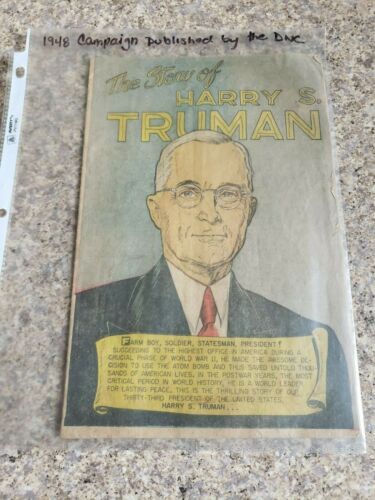 1948 Campaign published by the DNC
The Story of
HARRY S.
TRUMAN
FARM BOY, SOLDIER, STATESMAN, PRESIDENT!
SUCCEEDING TO THE HIGHEST OFFICE IN AMERICA DURING A
CRUCIAL PHASE OF WORLD WAR II, HE MADE THE AWESOME DE-
CISION TO USE THE ATOM BOMB AND THUS SAVED UNTOLD THOU-
SANDS OF AMERICAN LIVES. IN THE POSTWAR YEARS, THE MOST
CRITICAL PERIOD IN WORLD HISTORY, HE IS A WORLD LEADER
FOR LASTING PEACE. THIS IS THE THRILLING STORY OF OUR
THIRTY-THIRD PRESIDENT OF THE UNITED STATES,
HARRY S. TRUMAN...